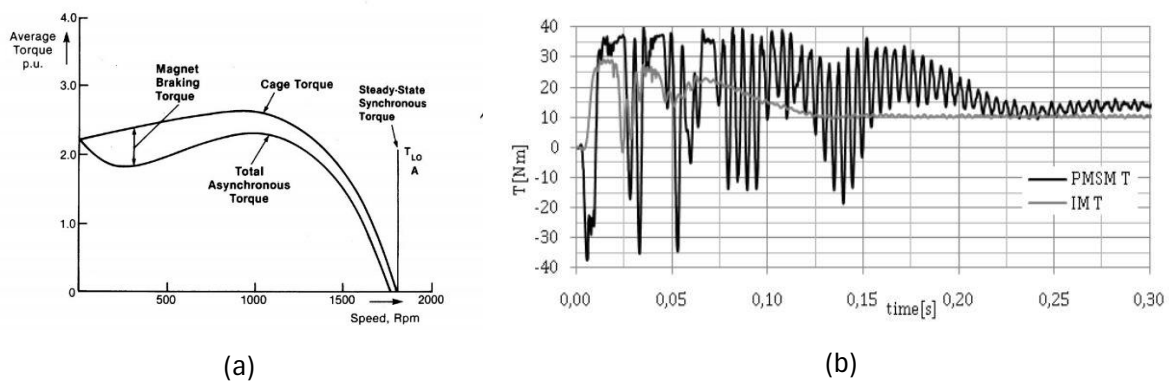 4.0
Average
Torque
p.u.
3.0
2.0
1.0
0
Magnet
Braking
Torque
Cage Torque
Steady-State
Synchronous
Torque
T LO
A
Total
Asynchronous
Torque
500
1000
1500
2000
Speed, Rpm
(a)
40
30
20
10
0
-10
-20
-30
-40
T[Nm]
PMSM T
IM T
0,00
0,05
0,10
0,15
0,20
0,25
0,30
time[s]
(b)